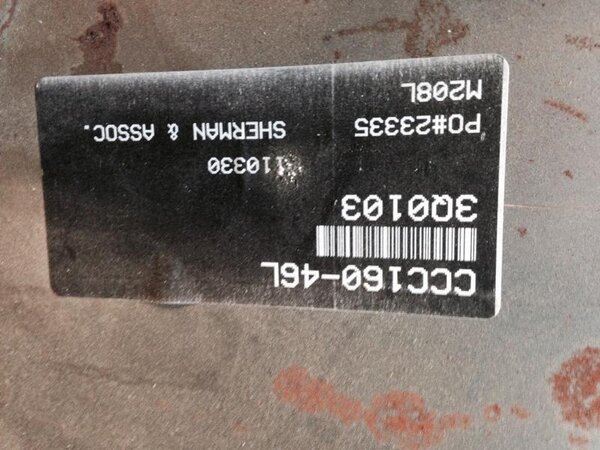 CCC160-46L
3Q0103
110330
PO#23335 SHERMAN & ASSOC.
M208L